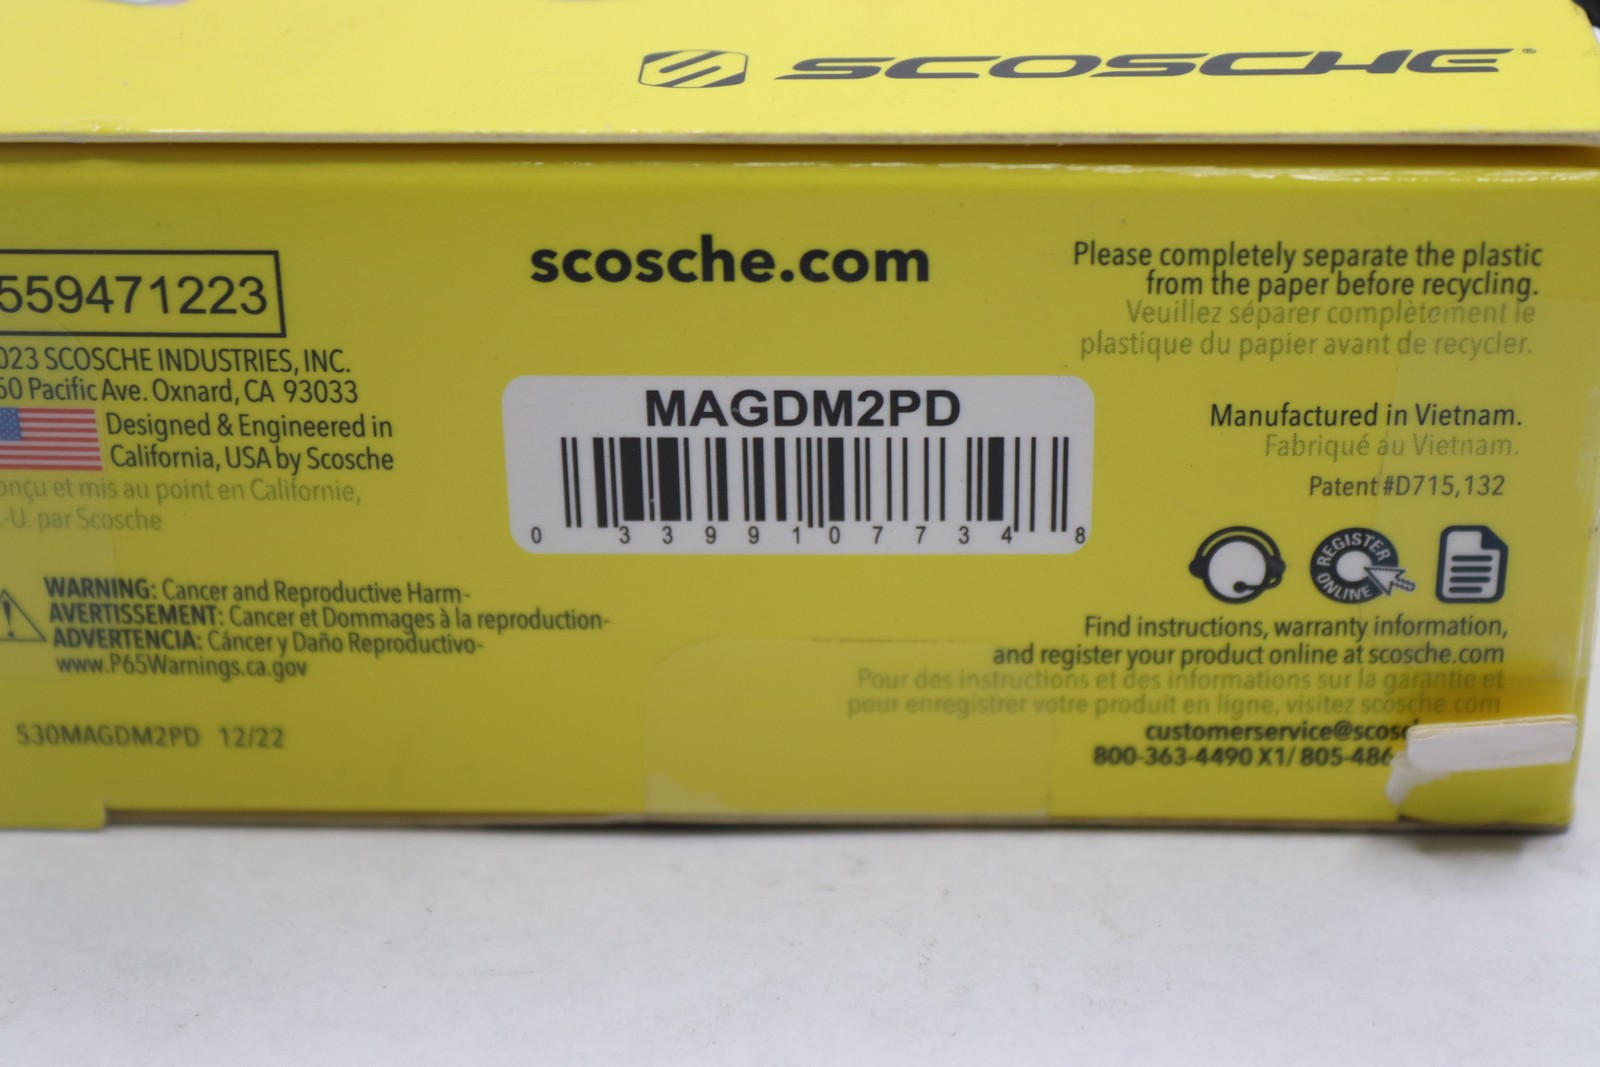 SCOSCHE®
559471223
023 SCOSCHE INDUSTRIES, INC.
50 Pacific Ave. Oxnard, CA 93033
Designed & Engineered in
California, USA by Scosche
onçu et mis au point en Californie,
.-U. par Scosche
WARNING: Cancer and Reproductive Harm-
AVERTISSEMENT: Cancer et Dommages à la reproduction-
ADVERTENCIA: Cáncer y Daño Reproductivo-
www.P65Warnings.ca.gov
530MAGDM2PD 12/22
scosche.com
MAGDM2PD
0 33991 07734 8
Please completely separate the plastic
from the paper before recycling.
Veuillez séparer complètement le
plastique du papier avant de recycler.
Manufactured in Vietnam.
Fabriqué au Vietnam.
Patent #D715,132
REGISTER
ONLINE
Find instructions, warranty information,
and register your product online at scosche.com
Pour des instructions et des informations sur la garantie et
pour enregistrer votre produit en ligne, visitez scosche.com
customerservice@scosc
800-363-4490 X1/ 805-486